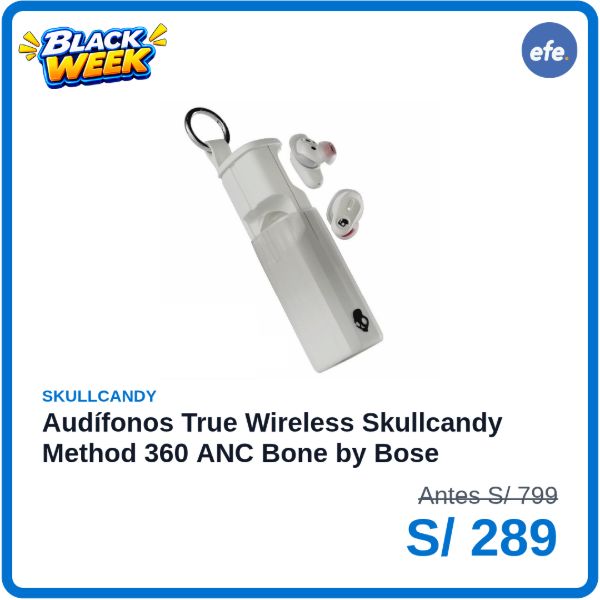 BLACK
WEEK
efe.
SKULLCANDY
Audífonos True Wireless Skullcandy
Method 360 ANC Bone by Bose
Antes S/ 799
S/ 289